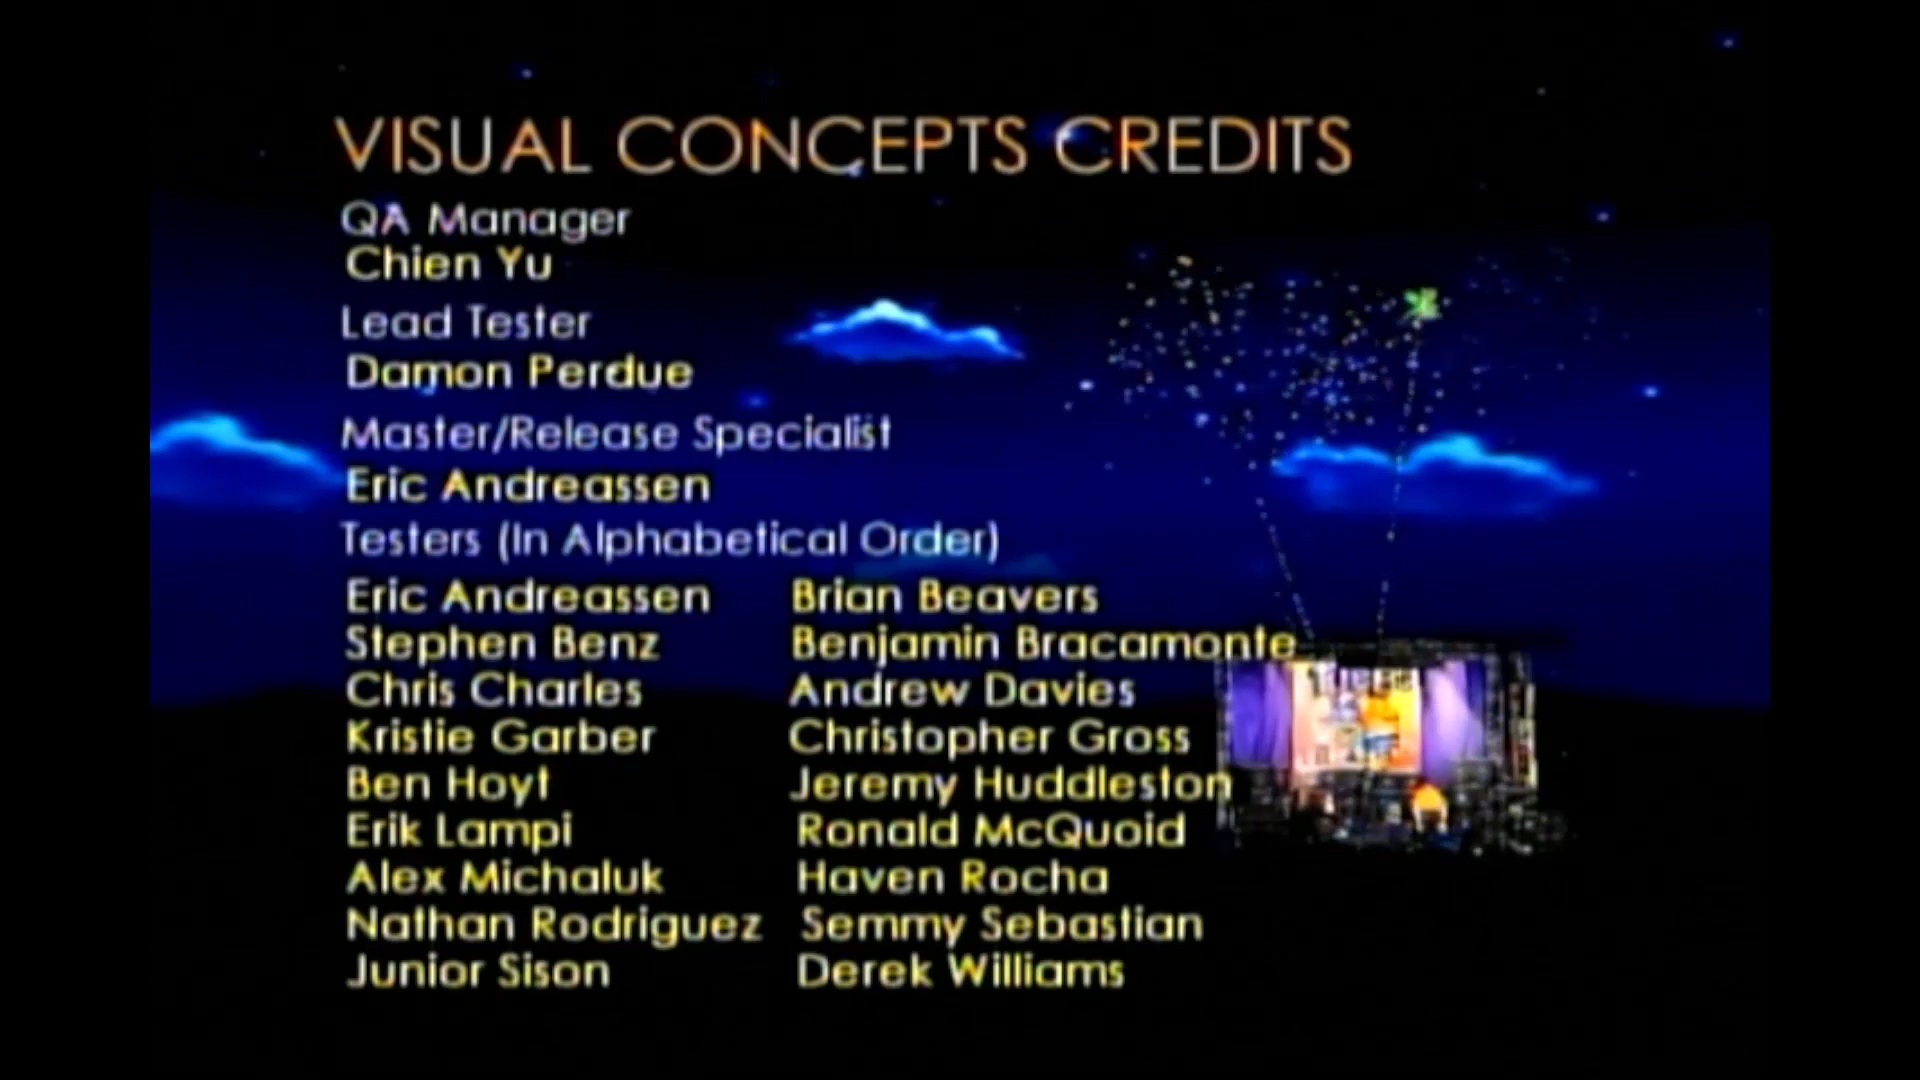 VISUAL CONCEPTS CREDITS
QA Manager
Chien Yu
Lead Tester
Damon Perdue
Master/Release Specialist
Eric Andreassen
Testers (In Alphabetical Order)
Eric Andreassen Brian Beavers
Stephen Benz Benjamin Bracamonte
Chris Charles Andrew Davies
Kristie Garber Christopher Gross
Ben Hoyt Jeremy Huddleston
Erik Lampi Ronald McQuoid
Alex Michaluk Haven Rocha
Nathan Rodriguez Semmy Sebastian
Junior Sison Derek Williams